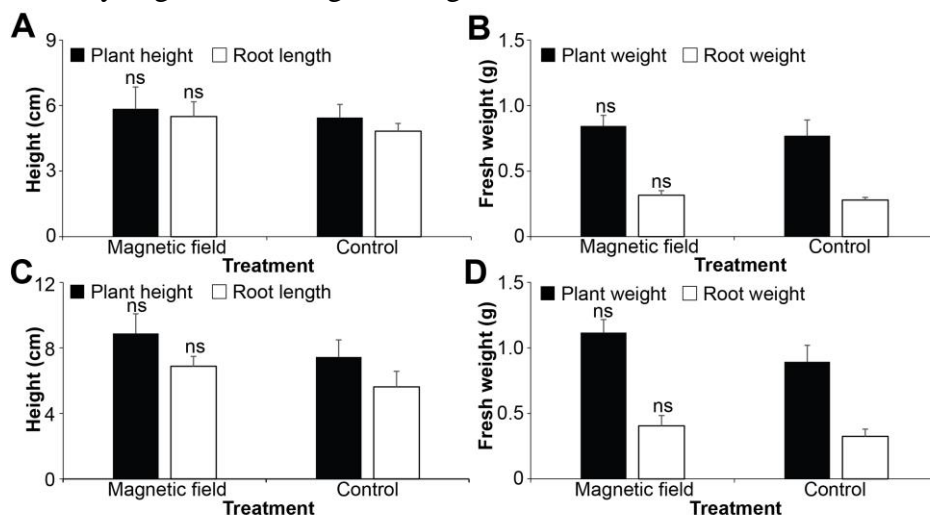 A
9
6
3
0
Height (cm)
Plant height Root length
ns ns
Magnetic field Control
Treatment
B
1.5
1.0
0.5
0
Fresh weight (g)
Plant weight Root weight
ns
ns
Magnetic field Control
Treatment
C
12
8
4
0
Height (cm)
Plant height Root length
ns
ns
Magnetic field Control
Treatment
D
1.5
1.0
0.5
0
Fresh weight (g)
Plant weight Root weight
ns
ns
Magnetic field Control
Treatment